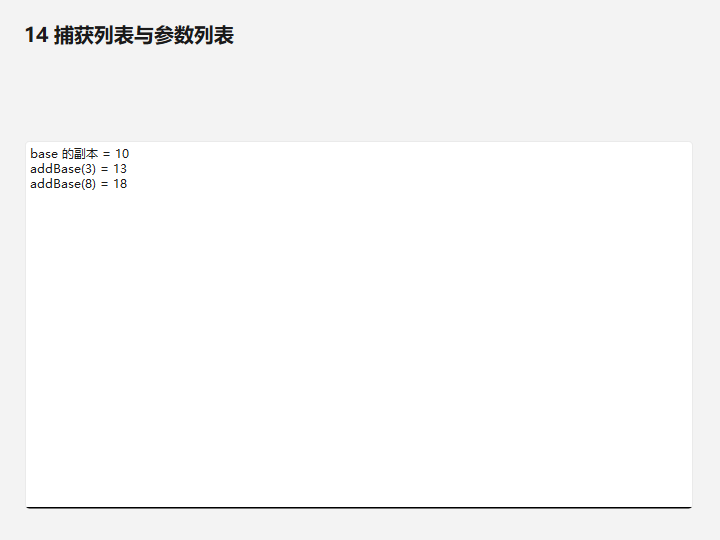 14 捕获列表与参数列表
base 的副本 = 10
addBase(3) = 13
addBase(8) = 18